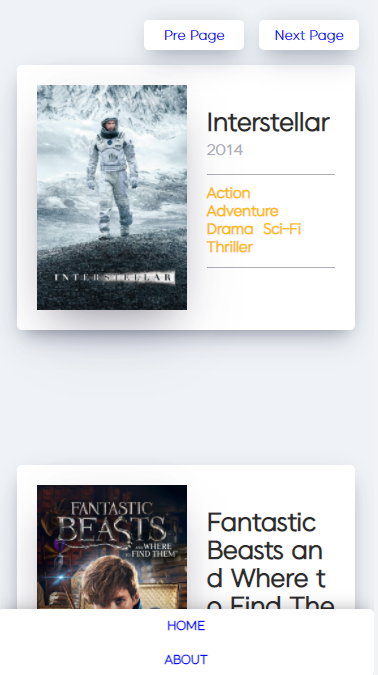 Pre Page Next Page
Interstellar
2014
Action
Adventure
Drama Sci-Fi
Thriller
INTERSTELLAR
FANTASTIC
BEASTS
AND WHERE
TO FIND THEM
Fantastic
Beasts an
d Where t
o Find The
HOME
ABOUT